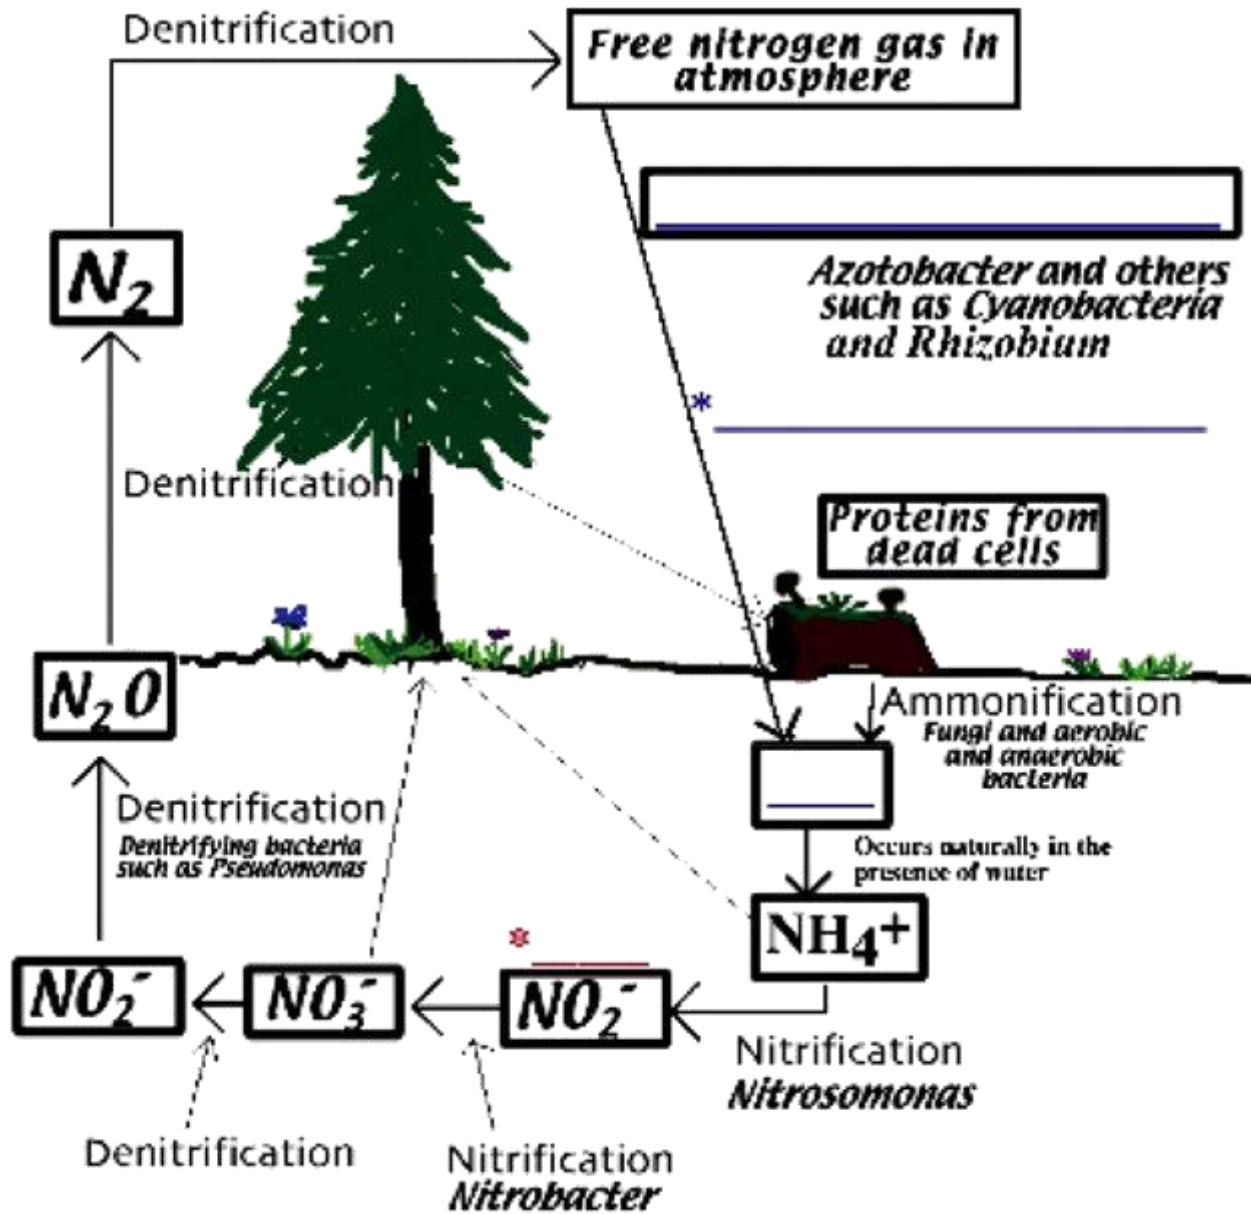 Denitrification
Free nitrogen gas in
atmosphere
N₂
Azotobacter and others
such as Cyanobacteria
and Rhizobium
*
Denitrification
Proteins from
dead cells
N₂O
Ammonification
Fungi and aerobic
and anaerobic
bacteria
Denitrification
Denitrifying bacteria
such as Pseudomonas
Occurs naturally in the
presence of water
NH₄⁺
*
NO₂⁻
NO₃⁻
NO₂⁻
Nitrification
Nitrosomonas
Denitrification
Nitrification
Nitrobacter